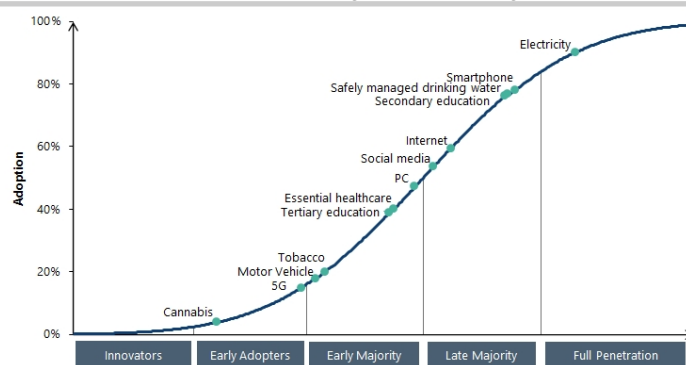 100%
Electricity
80%
Smartphone
Safely managed drinking water
Secondary education
60%
Internet
Social media
PC
Adoption
40%
Essential healthcare
Tertiary education
20%
Tobacco
Motor Vehicle
5G
Cannabis
0%
Innovators
Early Adopters
Early Majority
Late Majority
Full Penetration